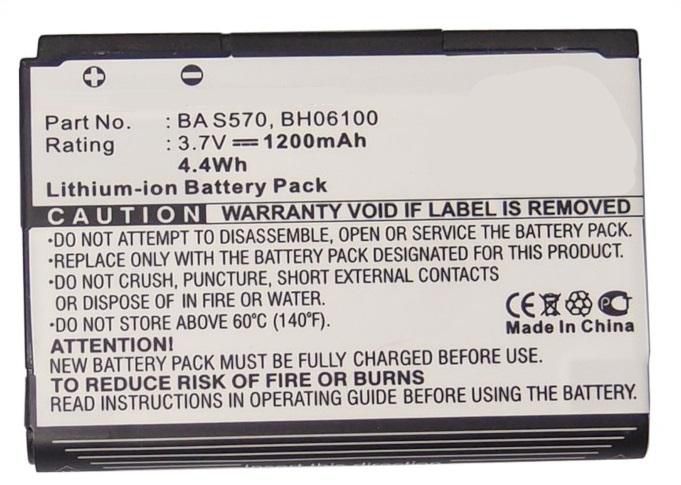 Part No. : BA S570, BH06100
Rating : 3.7V 1200mAh
4.4Wh
Lithium-ion Battery Pack
CAUTION WARRANTY VOID IF LABEL IS REMOVED
•DO NOT ATTEMPT TO DISASSEMBLE, OPEN OR SERVICE THE BATTERY PACK.
•REPLACE ONLY WITH THE BATTERY PACK DESIGNATED FOR THIS PRODUCT.
•DO NOT CRUSH, PUNCTURE, SHORT EXTERNAL CONTACTS
OR DISPOSE OF IN FIRE OR WATER.
•DO NOT STORE ABOVE 60°C (140°F).
CE
Made In China
ATTENTION!
NEW BATTERY PACK MUST BE FULLY CHARGED BEFORE USE.
TO REDUCE RISK OF FIRE OR BURNS
READ INSTRUCTIONS IN OPERATING GUIDE BEFORE USING THE BATTERY.
Insert this direction